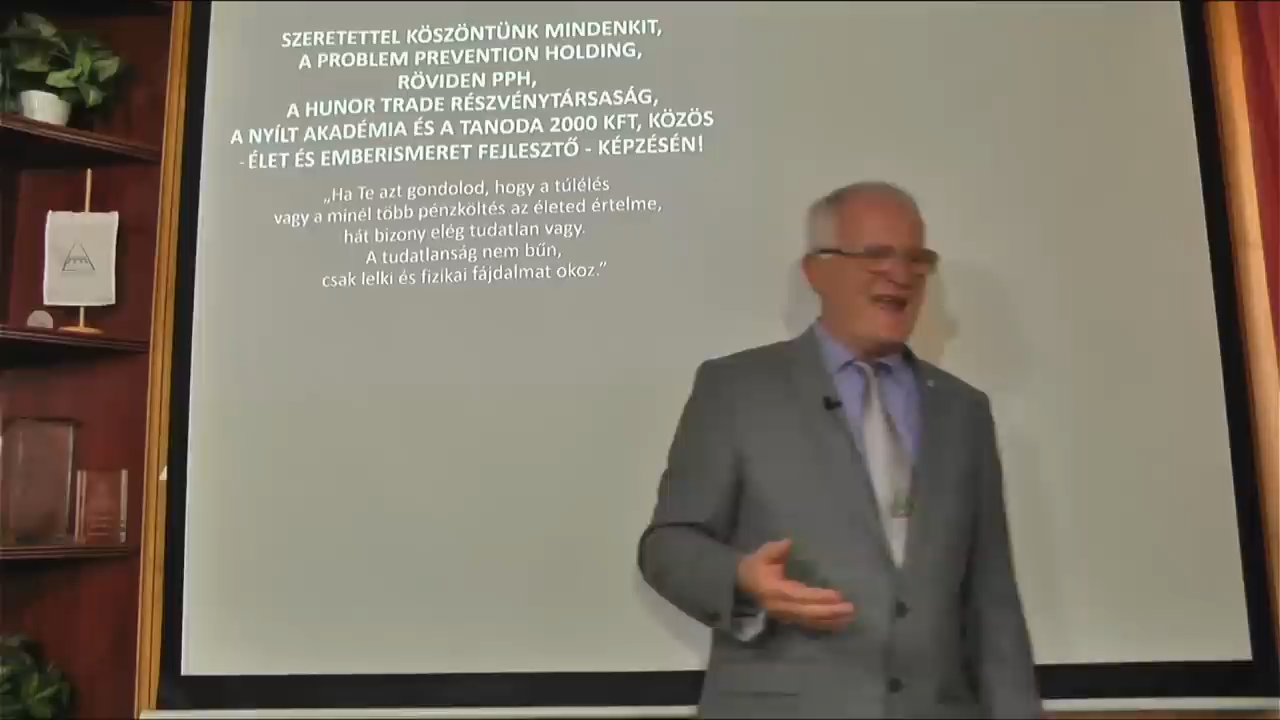 SZERETETTEL KÖSZÖNTÜNK MINDENKIT,
A PROBLEM PREVENTION HOLDING,
RÖVIDEN PPH,
A HUNOR TRADE RÉSZVÉNYTÁRSASÁG,
A NYÍLT AKADÉMIA ÉS A TANODA 2000 KFT, KÖZÖS
- ÉLET ÉS EMBERISMERET FEJLESZTŐ - KÉPZÉSÉN!
„Ha Te azt gondolod, hogy a túlélés
vagy a minél több pénzköltés az életed értelme,
hát bizony elég tudatlan vagy.
A tudatlanság nem bűn,
csak lelki és fizikai fájdalmat okoz.”